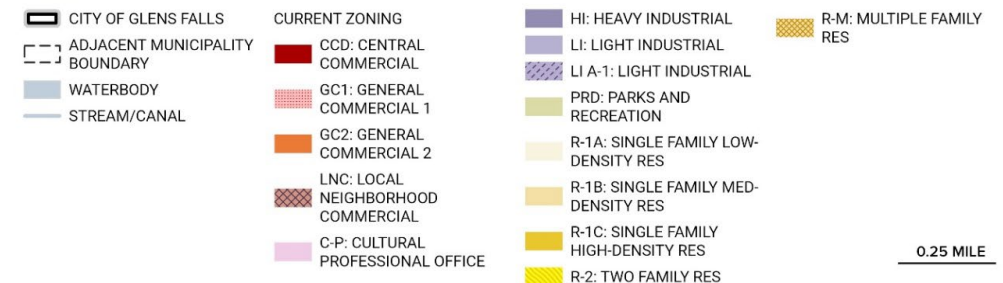 CITY OF GLENS FALLS
ADJACENT MUNICIPALITY
BOUNDARY
WATERBODY
STREAM/CANAL
CURRENT ZONING
CCD: CENTRAL
COMMERCIAL
GC1: GENERAL
COMMERCIAL 1
GC2: GENERAL
COMMERCIAL 2
LNC: LOCAL
NEIGHBORHOOD
COMMERCIAL
C-P: CULTURAL
PROFESSIONAL OFFICE
HI: HEAVY INDUSTRIAL
LI: LIGHT INDUSTRIAL
LI A-1: LIGHT INDUSTRIAL
PRD: PARKS AND
RECREATION
R-1A: SINGLE FAMILY LOW-
DENSITY RES
R-1B: SINGLE FAMILY MED-
DENSITY RES
R-1C: SINGLE FAMILY
HIGH-DENSITY RES
R-2: TWO FAMILY RES
R-M: MULTIPLE FAMILY
RES
0.25 MILE